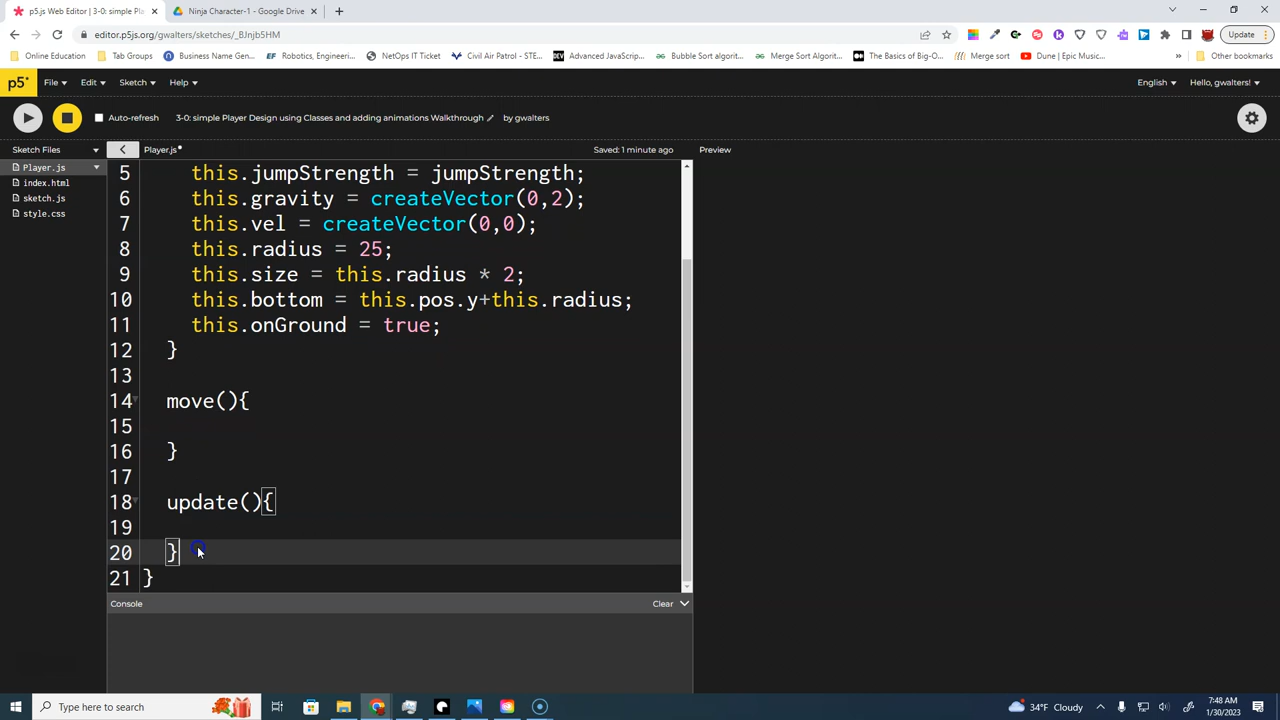 p5.js Web Editor | 3-0: simple Pla
Ninja Character-1 - Google Drive
editor.p5js.org/gwalters/sketches/_BJnjb5HM
Update
Online Education
Tab Groups
Business Name Gen...
Robotics, Engineeri...
NetOps IT Ticket
Civil Air Patrol - STE...
Advanced JavaScrip...
Bubble Sort algorit...
Merge Sort Algorit...
The Basics of Big-O...
Merge sort
Dune | Epic Music...
»
Other bookmarks
p5*
File
Edit
Sketch
Help
English
Hello, gwalters!
Auto-refresh
3-0: simple Player Design using Classes and adding animations Walkthrough
by gwalters
Sketch Files
Player.js
Saved: 1 minute ago
Preview
Player.js
index.html
sketch.js
style.css
5 this.jumpStrength = jumpStrength;
6 this.gravity = createVector(0,2);
7 this.vel = createVector(0,0);
8 this.radius = 25;
9 this.size = this.radius * 2;
10 this.bottom = this.pos.y+this.radius;
11 this.onGround = true;
12 }
13
14 move(){
15
16 }
17
18 update(){
19
20 }
21 }
Console
Clear
Type here to search
34°F Cloudy
7:48 AM
1/30/2023